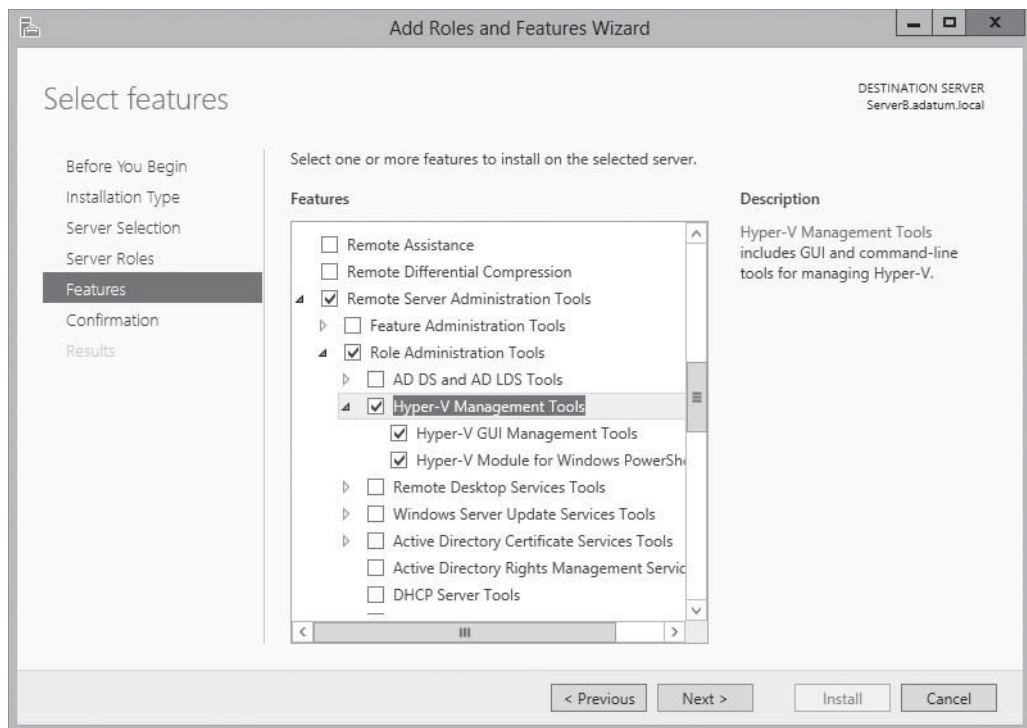 Add Roles and Features Wizard
Select features
DESTINATION SERVER
ServerB.adatum.local
Before You Begin
Installation Type
Server Selection
Server Roles
Features
Confirmation
Results
Select one or more features to install on the selected server.
Features
Remote Assistance
Remote Differential Compression
Remote Server Administration Tools
Feature Administration Tools
Role Administration Tools
AD DS and AD LDS Tools
Hyper-V Management Tools
Hyper-V GUI Management Tools
Hyper-V Module for Windows PowerShe
Remote Desktop Services Tools
Windows Server Update Services Tools
Active Directory Certificate Services Tools
Active Directory Rights Management Servic
DHCP Server Tools
Description
Hyper-V Management Tools
includes GUI and command-line
tools for managing Hyper-V.
< Previous
Next >
Install
Cancel